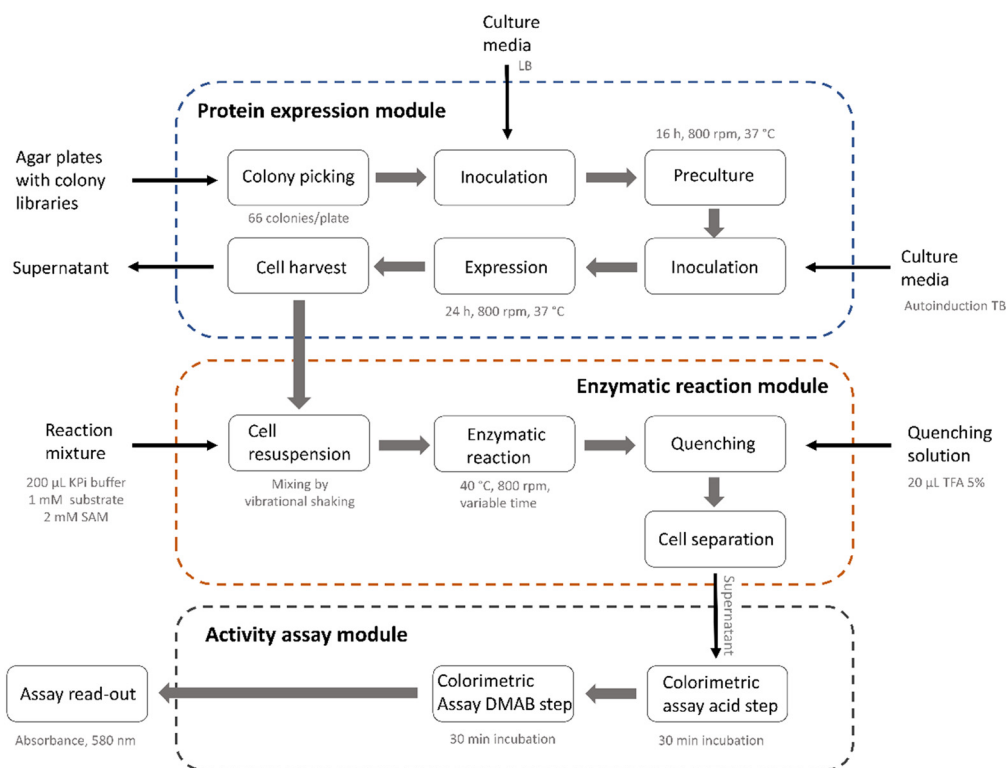 Culture
media
LB
Protein expression module
16 h, 800 rpm, 37 °C
Agar plates
with colony
libraries
Colony picking
Inoculation
Preculture
66 colonies/plate
Supernatant
Cell harvest
Expression
Inoculation
Culture
media
24 h, 800 rpm, 37 °C
Autoinduction TB
Enzymatic reaction module
Reaction
mixture
Cell
resuspension
Enzymatic
reaction
Quenching
Quenching
solution
200 µL KPi buffer
1 mM substrate
2 mM SAM
Mixing by
vibrational shaking
40 °C, 800 rpm,
variable time
20 µL TFA 5%
Cell separation
Supernatant
Activity assay module
Assay read-out
Colorimetric
Assay DMAB step
Colorimetric
assay acid step
Absorbance, 580 nm
30 min incubation
30 min incubation